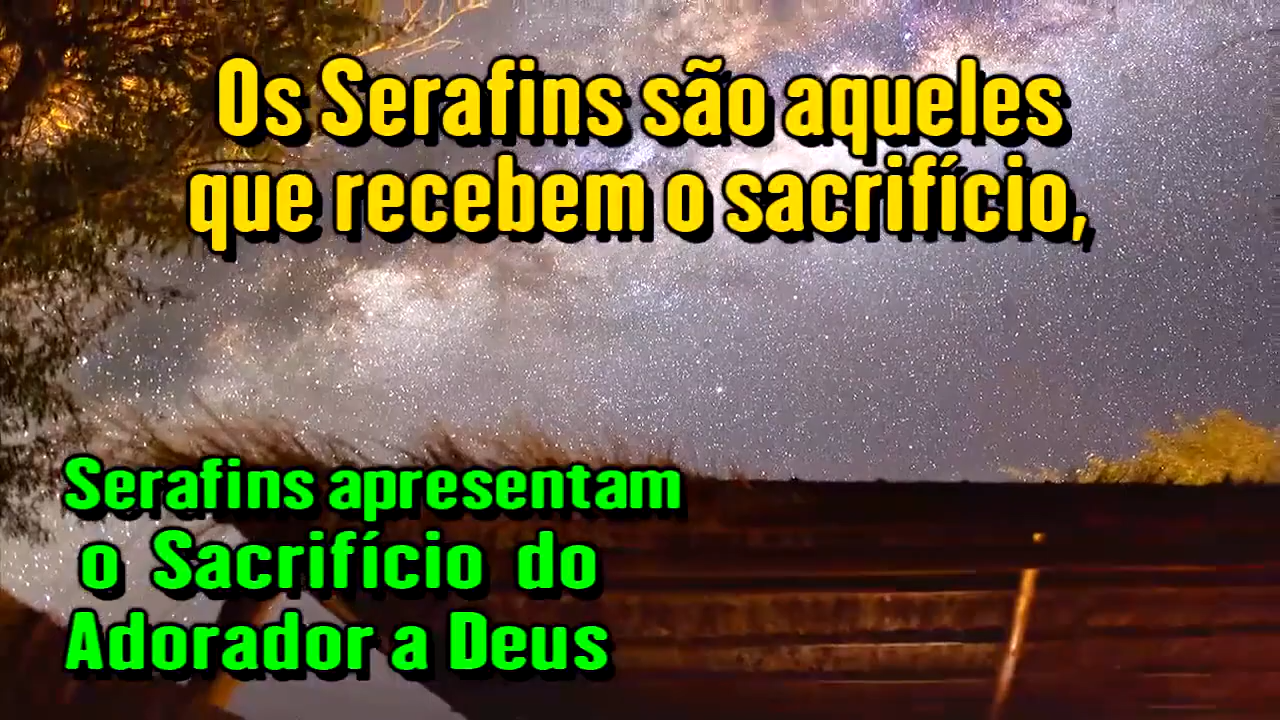 Os Serafins são aqueles
que recebem o sacrifício,
Serafins apresentam
o Sacrifício do
Adorador a Deus